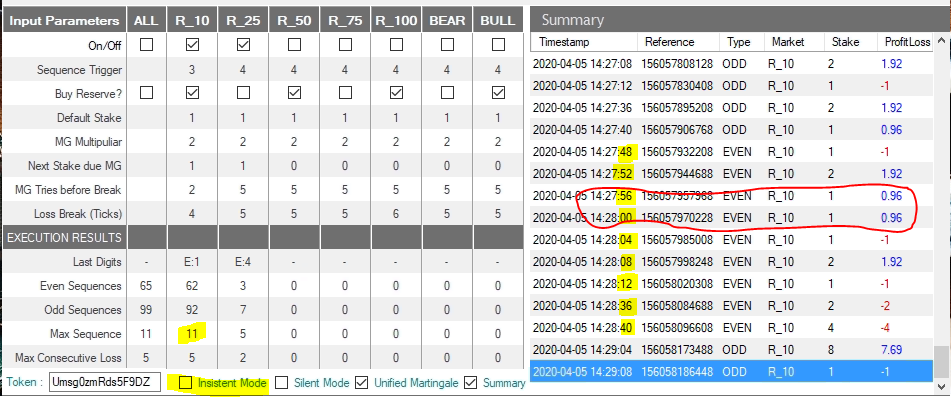 Input Parameters ALL R_10 R_25 R_50 R_75 R_100 BEAR BULL
On/Off
Sequence Trigger 3 4 4 4 4 4 4
Buy Reserve?
Default Stake 1 1 1 1 1 1 1
MG Multipuliar 2 2 2 2 2 2 2
Next Stake due MG 1 1 0 0 0 0 0
MG Tries before Break 2 5 5 5 5 5 5
Loss Break (Ticks) 4 5 5 5 6 5 5
EXECUTION RESULTS
Last Digits - E:1 E:4 - - - - -
Even Sequences 65 62 3 0 0 0 0 0
Odd Sequences 99 92 7 0 0 0 0 0
Max Sequence 11 11 5 0 0 0 0 0
Max Consecutive Loss 5 5 2 0 0 0 0 0
Token : Umsg0zmRds5F9DZ Insistent Mode Silent Mode Unified Martingale Summary
Summary
Timestamp Reference Type Market Stake ProfitLoss
2020-04-05 14:27:08 156057808128 ODD R_10 2 1.92
2020-04-05 14:27:12 156057830408 ODD R_10 1 -1
2020-04-05 14:27:36 156057895208 ODD R_10 2 1.92
2020-04-05 14:27:40 156057906768 ODD R_10 1 0.96
2020-04-05 14:27:48 156057932208 EVEN R_10 1 -1
2020-04-05 14:27:52 156057944688 EVEN R_10 2 1.92
2020-04-05 14:27:56 156057957968 EVEN R_10 1 0.96
2020-04-05 14:28:00 156057970228 EVEN R_10 1 0.96
2020-04-05 14:28:04 156057985008 EVEN R_10 1 -1
2020-04-05 14:28:08 156057998248 EVEN R_10 2 1.92
2020-04-05 14:28:12 156058020308 EVEN R_10 1 -1
2020-04-05 14:28:36 156058084688 EVEN R_10 2 -2
2020-04-05 14:28:40 156058096608 EVEN R_10 4 -4
2020-04-05 14:29:04 156058173488 ODD R_10 8 7.69
2020-04-05 14:29:08 156058186448 ODD R_10 1 -1